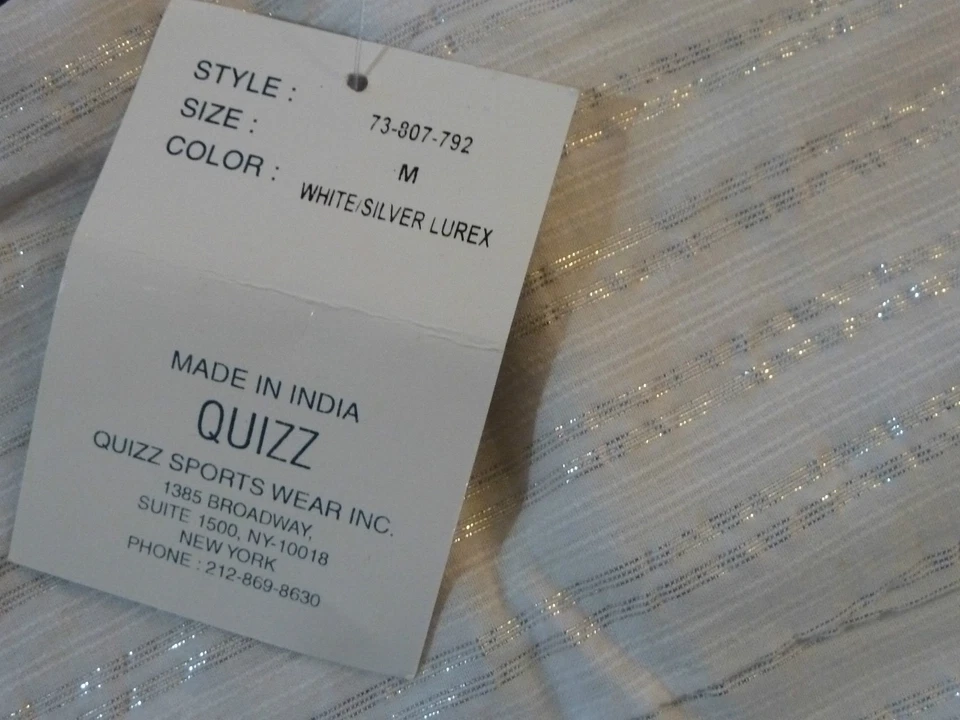 STYLE : 73-807-792
SIZE : M
COLOR : WHITE/SILVER LUREX
MADE IN INDIA
QUIZZ
QUIZZ SPORTS WEAR INC.
1385 BROADWAY,
SUITE 1500, NY-10018
NEW YORK
PHONE : 212-869-8630